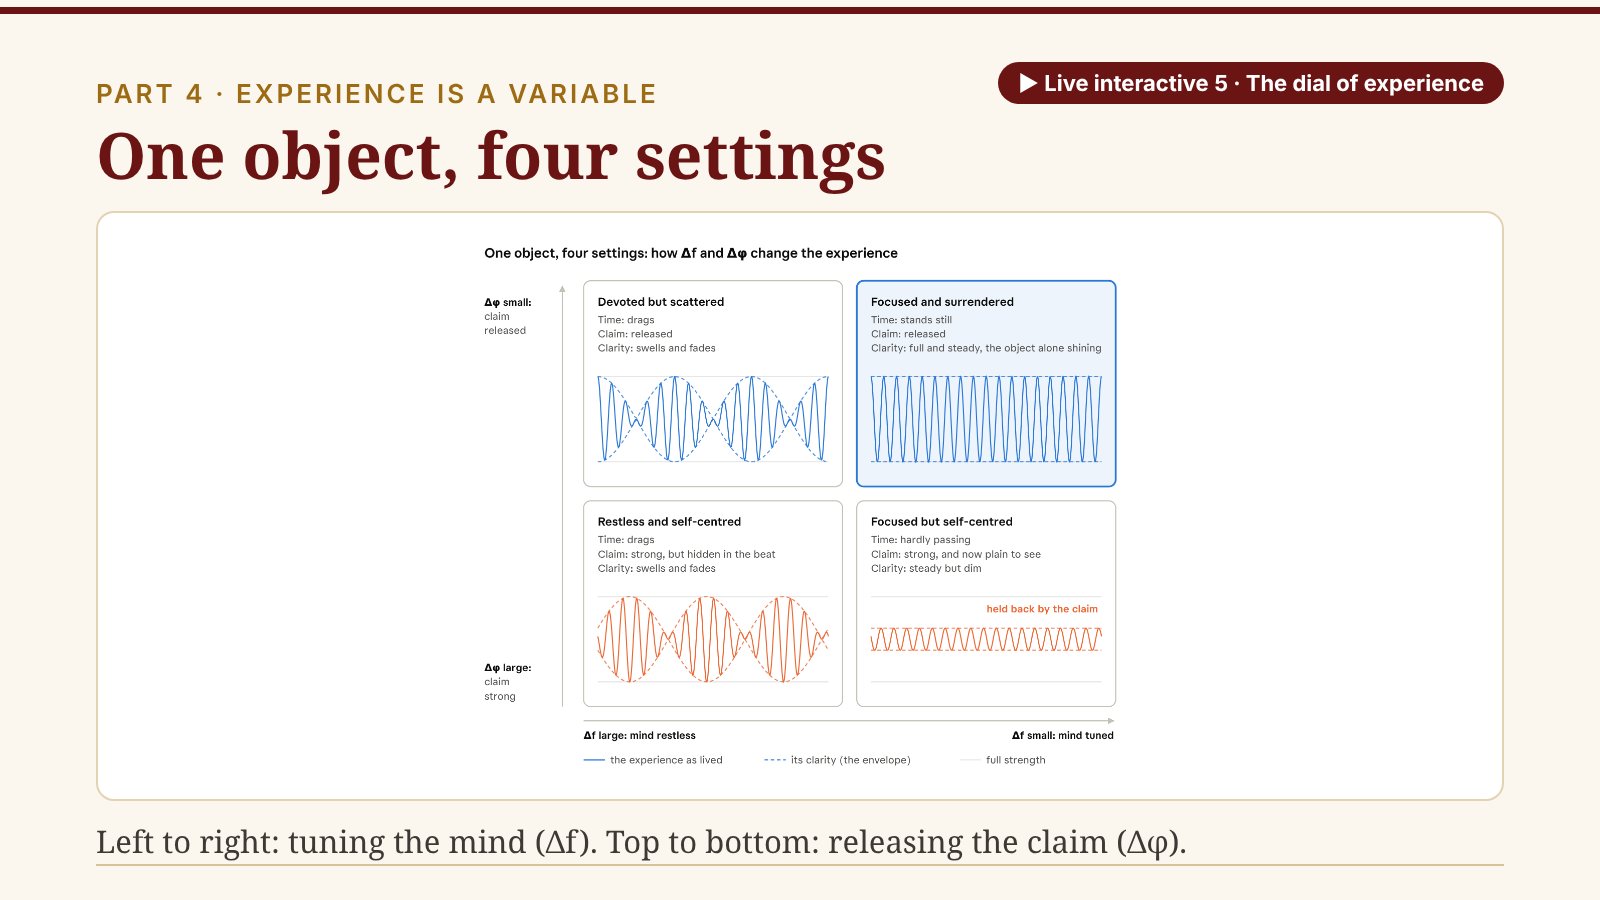 PART 4 · EXPERIENCE IS A VARIABLE
▶ Live interactive 5 · The dial of experience
One object, four settings
One object, four settings: how Δf and Δφ change the experience
Δφ small:
claim
released
Devoted but scattered
Time: drags
Claim: released
Clarity: swells and fades
Focused and surrendered
Time: stands still
Claim: released
Clarity: full and steady, the object alone shining
Restless and self-centred
Time: drags
Claim: strong, but hidden in the beat
Clarity: swells and fades
Focused but self-centred
Time: hardly passing
Claim: strong, and now plain to see
Clarity: steady but dim
held back by the claim
Δφ large:
claim
strong
Δf large: mind restless
Δf small: mind tuned
the experience as lived
its clarity (the envelope)
full strength
Left to right: tuning the mind (Δf). Top to bottom: releasing the claim (Δφ).